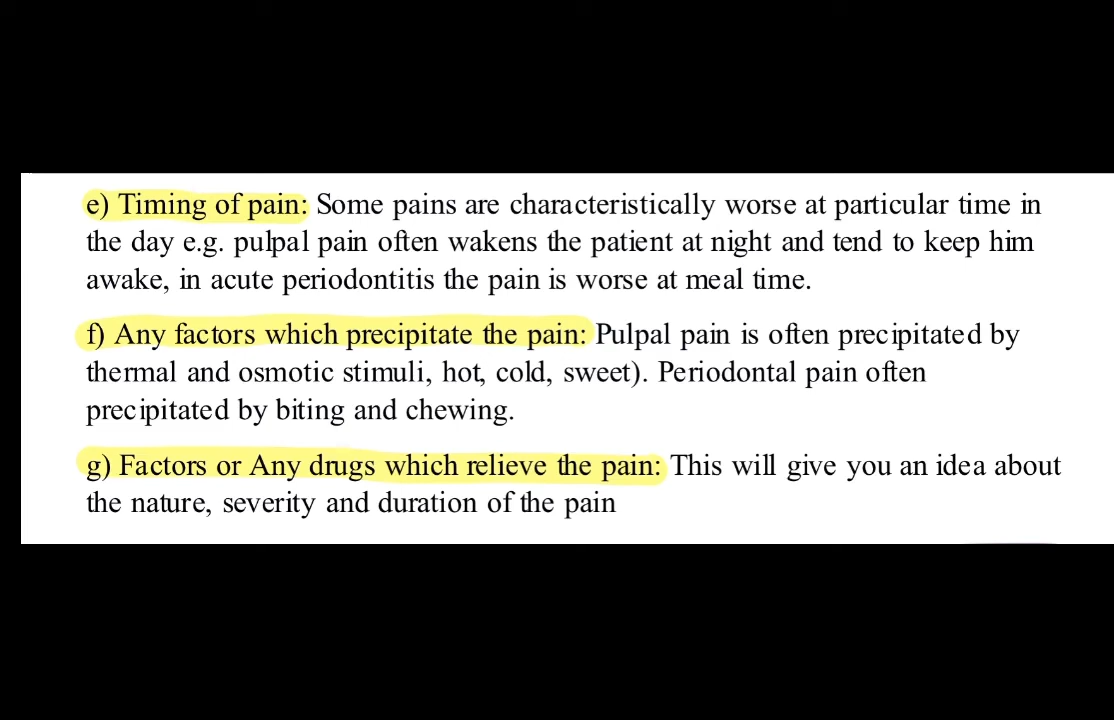 e) Timing of pain: Some pains are characteristically worse at particular time in
the day e.g. pulpal pain often wakens the patient at night and tend to keep him
awake, in acute periodontitis the pain is worse at meal time.
f) Any factors which precipitate the pain: Pulpal pain is often precipitated by
thermal and osmotic stimuli, hot, cold, sweet). Periodontal pain often
precipitated by biting and chewing.
g) Factors or Any drugs which relieve the pain: This will give you an idea about
the nature, severity and duration of the pain